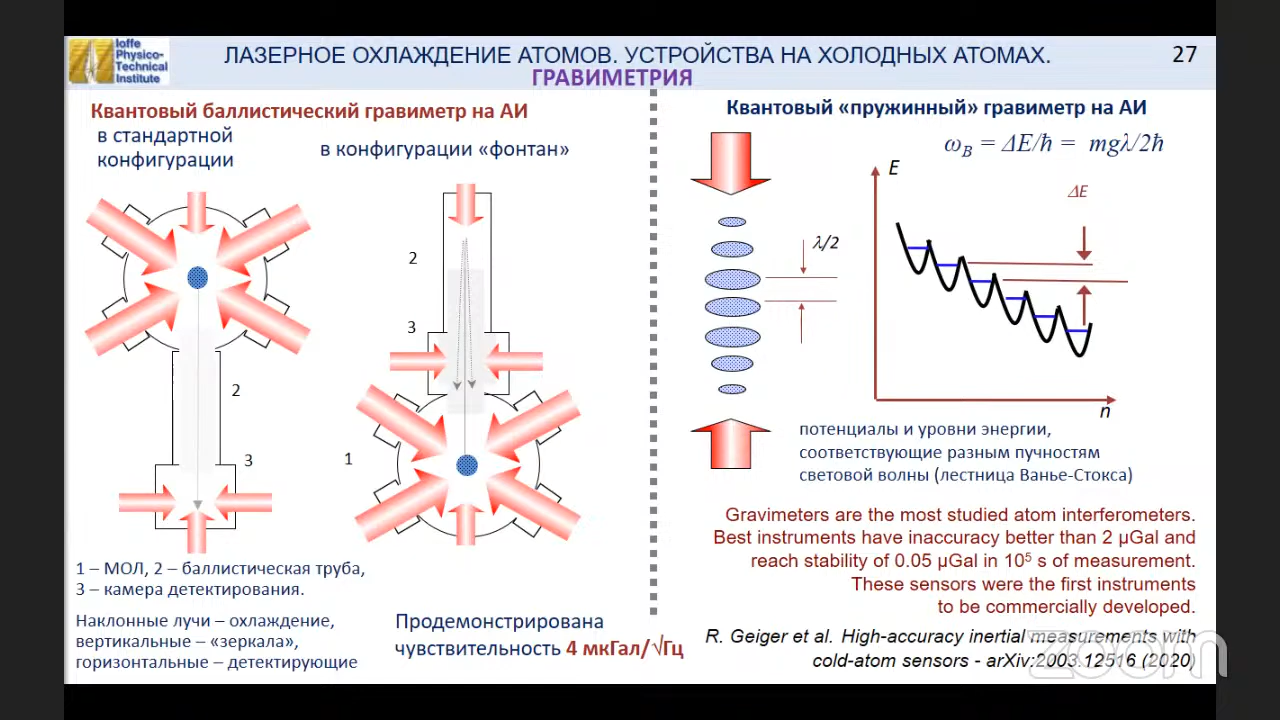 Ioffe
Physico-
Technical
Institute
ЛАЗЕРНОЕ ОХЛАЖДЕНИЕ АТОМОВ. УСТРОЙСТВА НА ХОЛОДНЫХ АТОМАХ.
ГРАВИМЕТРИЯ
27
Квантовый баллистический гравиметр на АИ
в стандартной
конфигурации
в конфигурации «фонтан»
2
3
2
3
1
1 – МОЛ, 2 – баллистическая труба,
3 – камера детектирования.
Наклонные лучи – охлаждение,
вертикальные – «зеркала»,
горизонтальные – детектирующие
Продемонстрирована
чувствительность 4 мкГал/√Гц
Квантовый «пружинный» гравиметр на АИ
ω_B = ΔE/ħ = mgλ/2ħ
E
ΔE
λ/2
n
потенциалы и уровни энергии,
соответствующие разным пучностям
световой волны (лестница Ванье-Стокса)
Gravimeters are the most studied atom interferometers.
Best instruments have inaccuracy better than 2 μGal and
reach stability of 0.05 μGal in 10⁵ s of measurement.
These sensors were the first instruments
to be commercially developed.
R. Geiger et al. High-accuracy inertial measurements with
cold-atom sensors - arXiv:2003.12516 (2020)
zoom